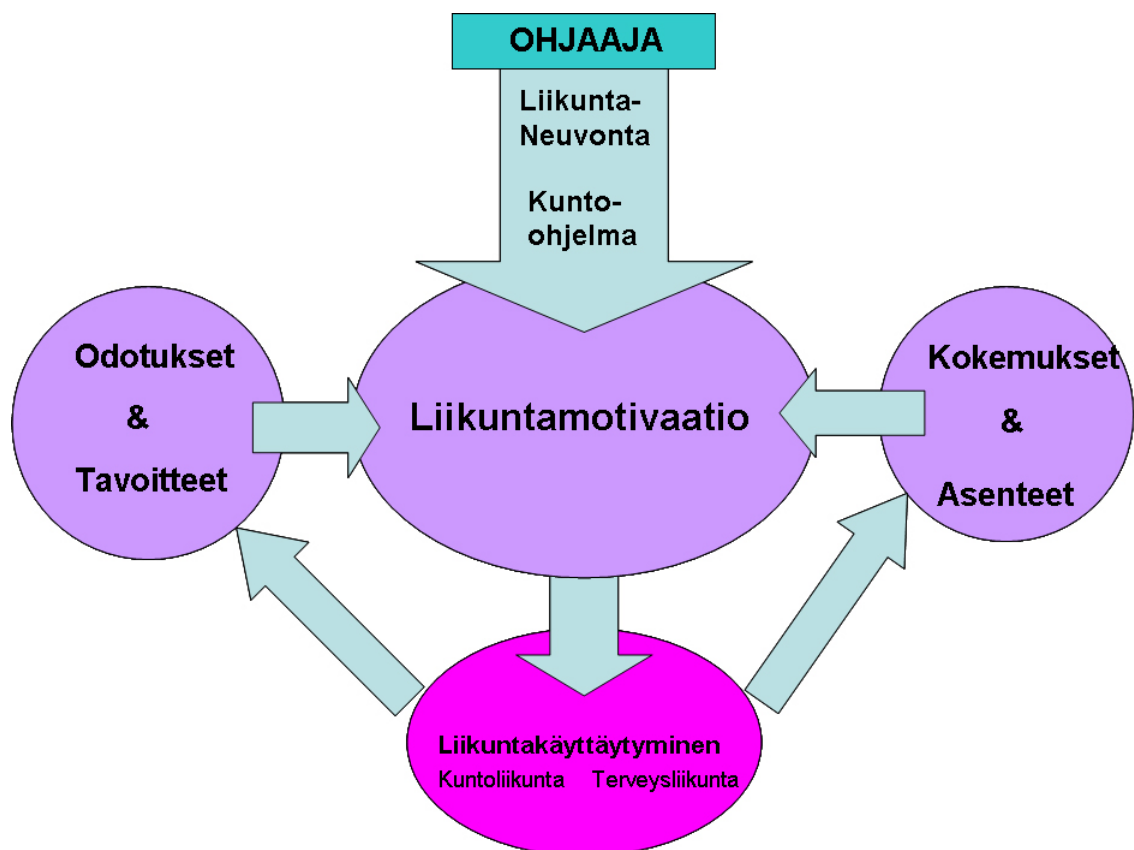 OHJAAJA
Liikunta-
Neuvonta
Kunto-
ohjelma
Odotukset
&
Tavoitteet
Liikuntamotivaatio
Kokemukset
&
Asenteet
Liikuntakäyttäytyminen
Kuntoliikunta Terveysliikunta